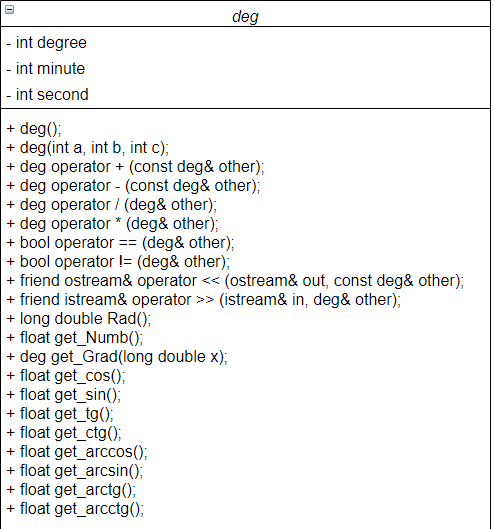 deg
- int degree
- int minute
- int second
+ deg();
+ deg(int a, int b, int c);
+ deg operator + (const deg& other);
+ deg operator - (const deg& other);
+ deg operator / (deg& other);
+ deg operator * (deg& other);
+ bool operator == (deg& other);
+ bool operator != (deg& other);
+ friend ostream& operator << (ostream& out, const deg& other);
+ friend istream& operator >> (istream& in, deg& other);
+ long double Rad();
+ float get_Numb();
+ deg get_Grad(long double x);
+ float get_cos();
+ float get_sin();
+ float get_tg();
+ float get_ctg();
+ float get_arccos();
+ float get_arcsin();
+ float get_arctg();
+ float get_arcctg();